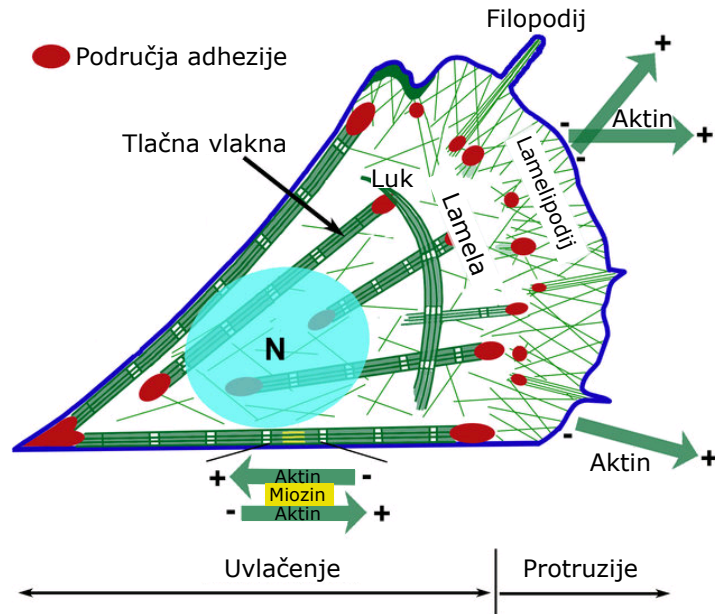 Filopodij
Područja adhezije
+
-
Aktin
+
-
Tlačna vlakna
Luk
Lamela
Lamelipodij
N
-
Aktin
+
+
Aktin
-
Miozin
-
Aktin
+
Uvlačenje
Protruzije